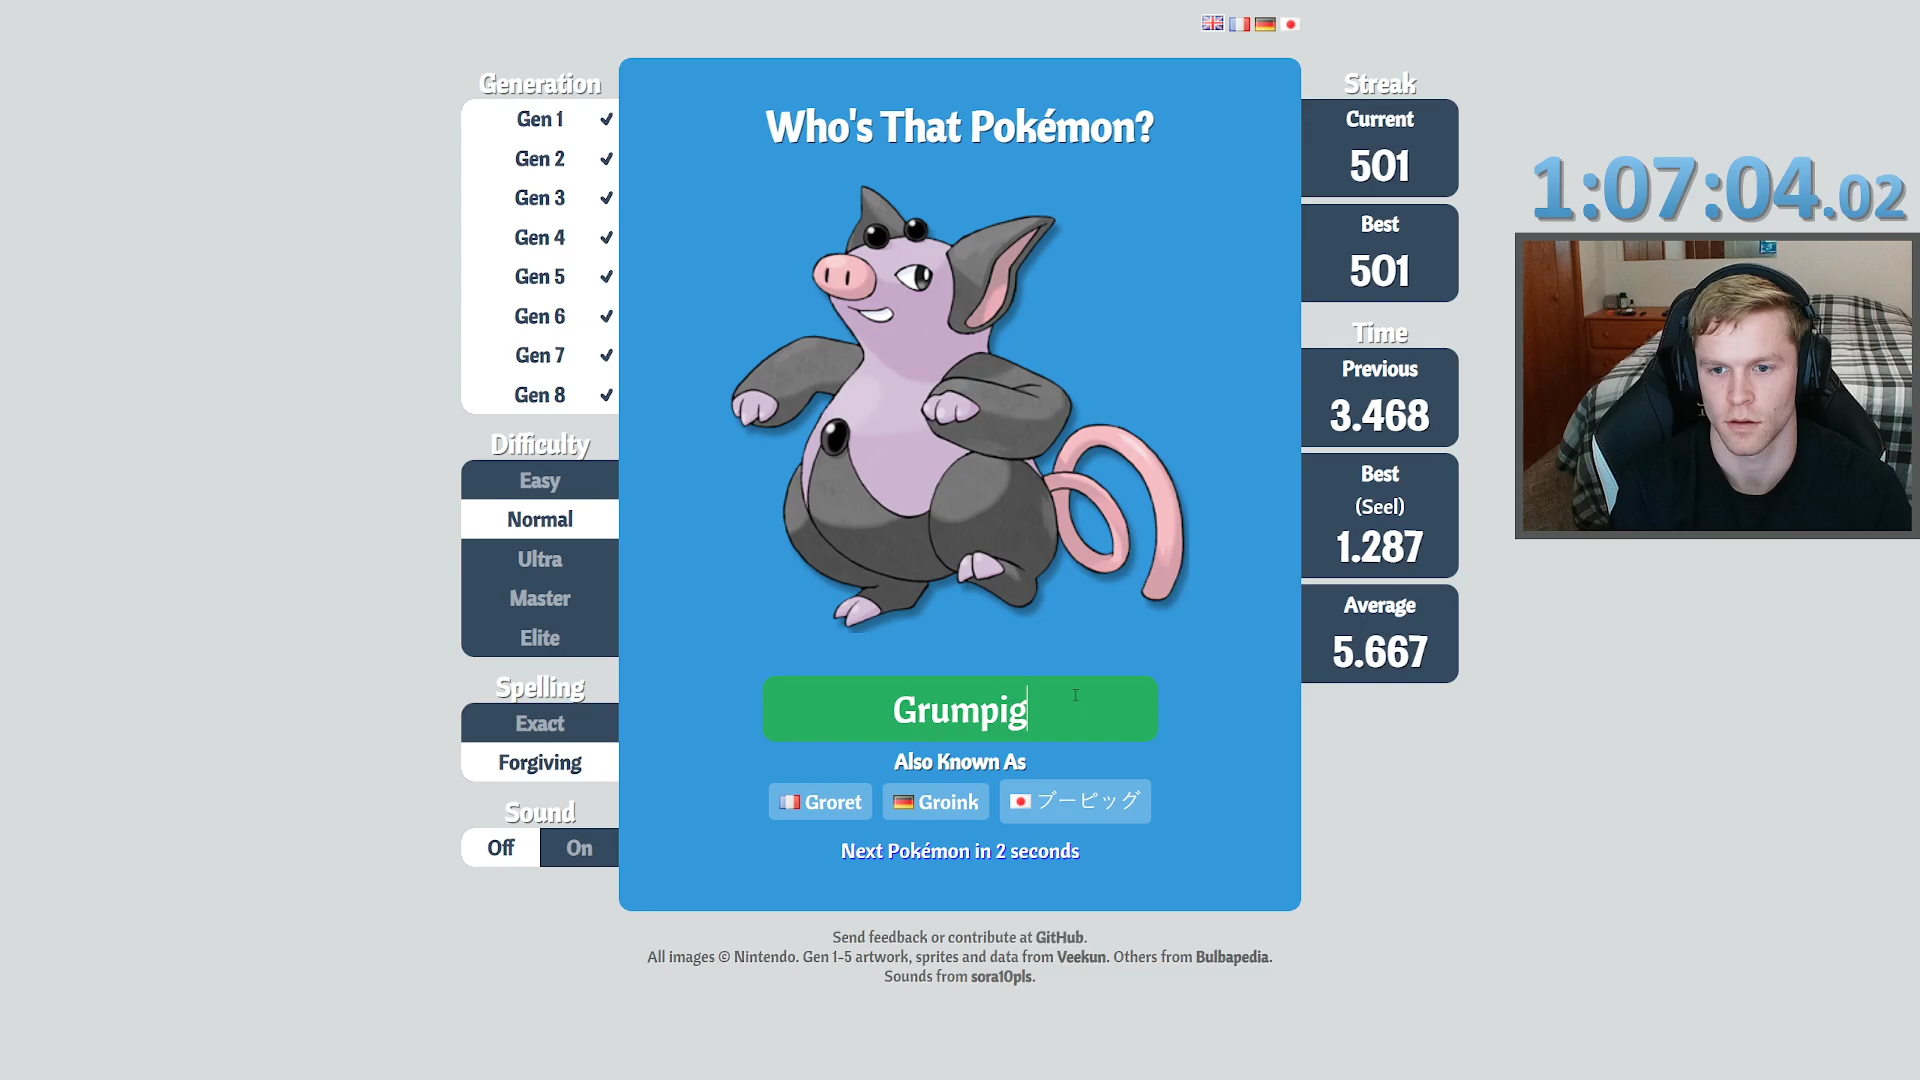 Generation
Gen 1
Gen 2
Gen 3
Gen 4
Gen 5
Gen 6
Gen 7
Gen 8
Difficulty
Easy
Normal
Ultra
Master
Elite
Spelling
Exact
Forgiving
Sound
Off On
Who's That Pokémon?
Grumpig
Also Known As
Groret Groink ブーピッグ
Next Pokémon in 2 seconds
Send feedback or contribute at GitHub.
All images © Nintendo. Gen 1-5 artwork, sprites and data from Veekun. Others from Bulbapedia.
Sounds from sora10pls.
Streak
Current
501
Best
501
Time
Previous
3.468
Best
(Seel)
1.287
Average
5.667
1:07:04.02